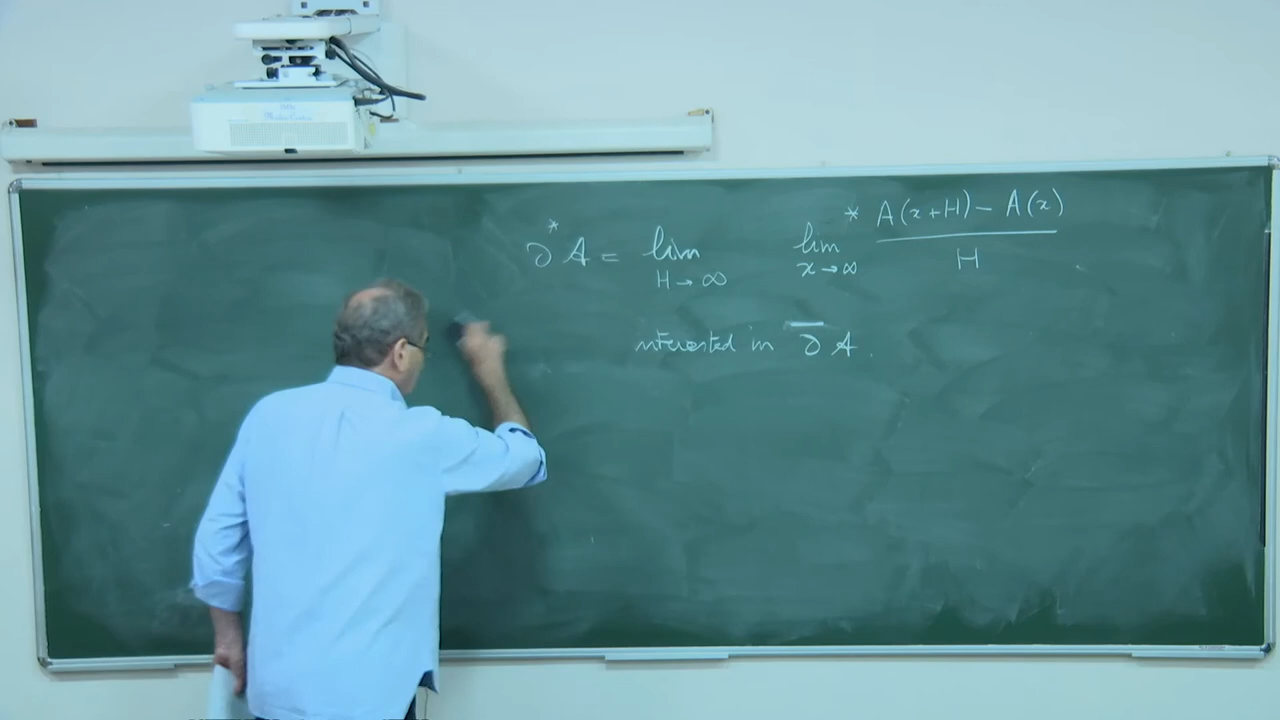 ∂* A = lim H→∞ lim* x→∞ A(x+H) − A(x) / H
interested in ∂̅ A.